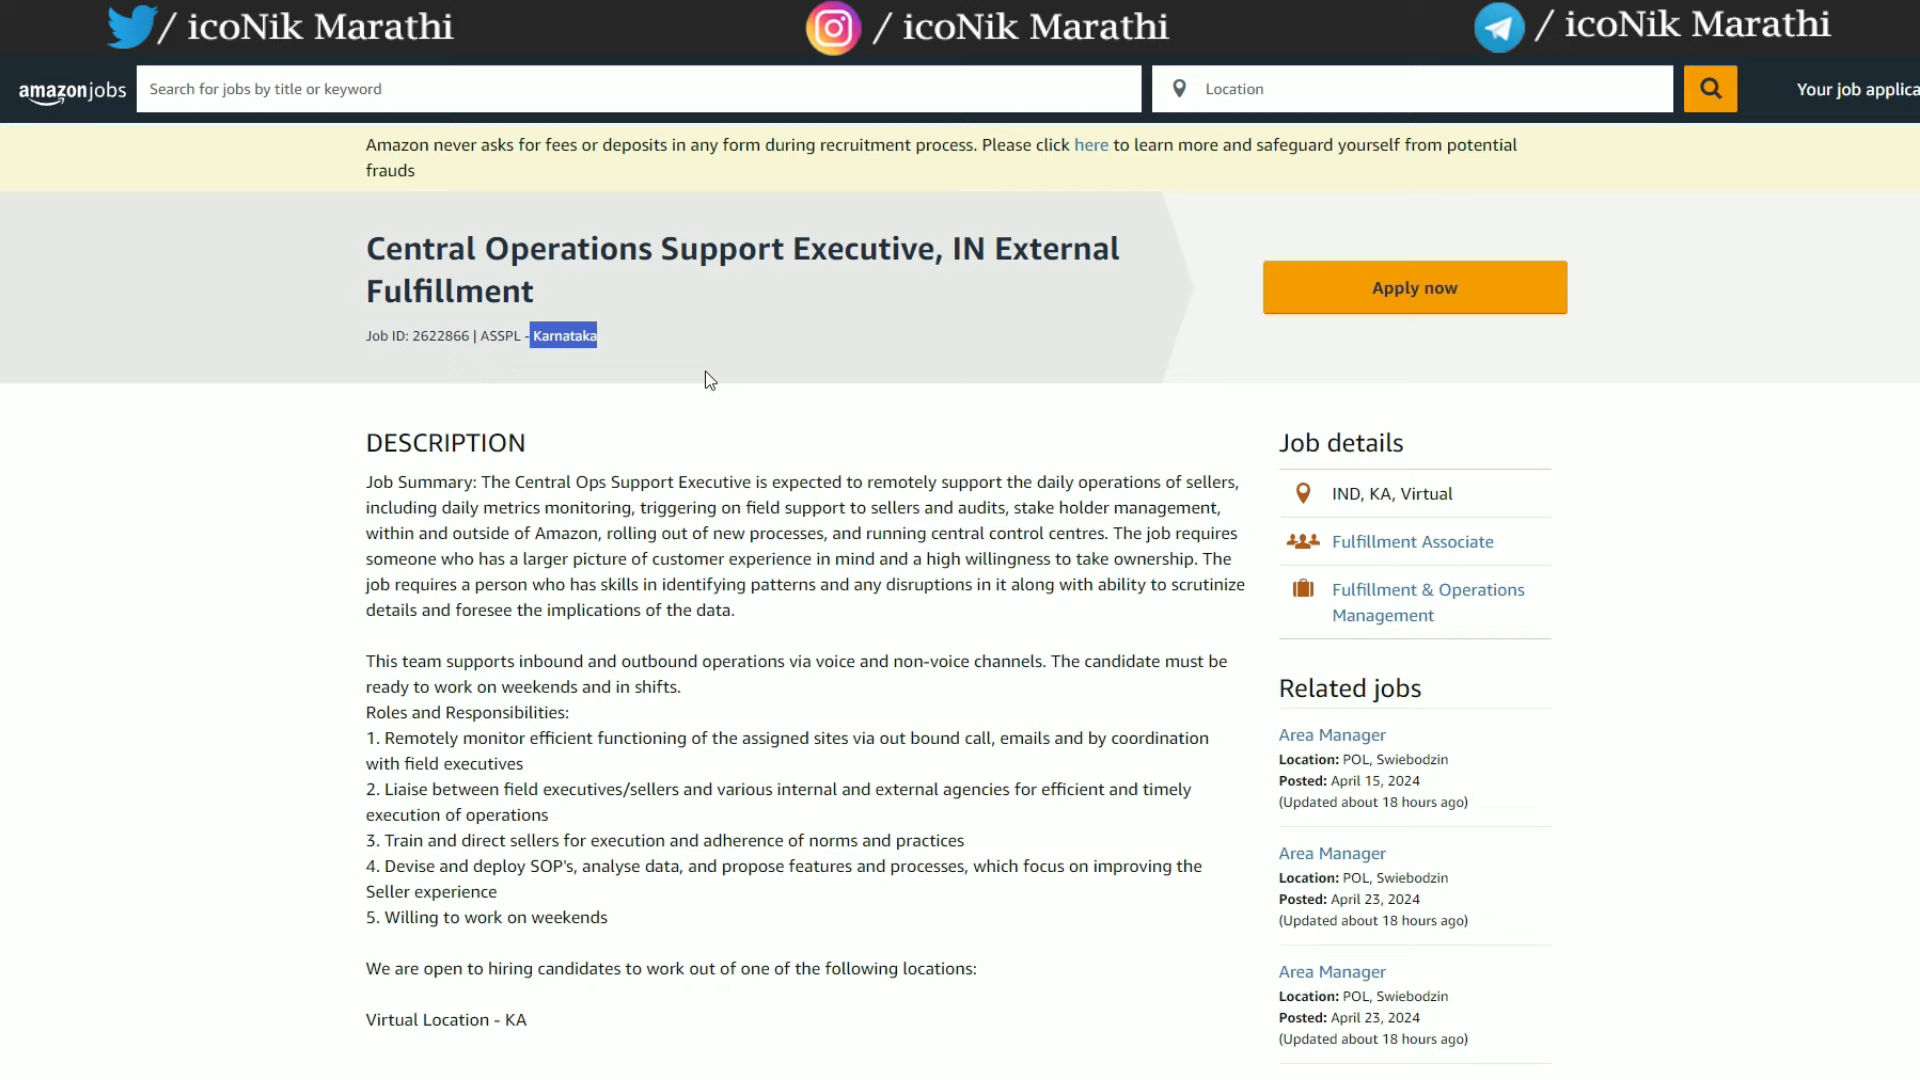 / icoNik Marathi
/ icoNik Marathi
/ icoNik Marathi
amazonjobs
Search for jobs by title or keyword
Location
Your job applica
Amazon never asks for fees or deposits in any form during recruitment process. Please click here to learn more and safeguard yourself from potential
frauds
Central Operations Support Executive, IN External
Fulfillment
Job ID: 2622866 | ASSPL - Karnataka
Apply now
DESCRIPTION
Job Summary: The Central Ops Support Executive is expected to remotely support the daily operations of sellers,
including daily metrics monitoring, triggering on field support to sellers and audits, stake holder management,
within and outside of Amazon, rolling out of new processes, and running central control centres. The job requires
someone who has a larger picture of customer experience in mind and a high willingness to take ownership. The
job requires a person who has skills in identifying patterns and any disruptions in it along with ability to scrutinize
details and foresee the implications of the data.
This team supports inbound and outbound operations via voice and non-voice channels. The candidate must be
ready to work on weekends and in shifts.
Roles and Responsibilities:
1. Remotely monitor efficient functioning of the assigned sites via out bound call, emails and by coordination
with field executives
2. Liaise between field executives/sellers and various internal and external agencies for efficient and timely
execution of operations
3. Train and direct sellers for execution and adherence of norms and practices
4. Devise and deploy SOP's, analyse data, and propose features and processes, which focus on improving the
Seller experience
5. Willing to work on weekends
We are open to hiring candidates to work out of one of the following locations:
Virtual Location - KA
Job details
IND, KA, Virtual
Fulfillment Associate
Fulfillment & Operations
Management
Related jobs
Area Manager
Location: POL, Swiebodzin
Posted: April 15, 2024
(Updated about 18 hours ago)
Area Manager
Location: POL, Swiebodzin
Posted: April 23, 2024
(Updated about 18 hours ago)
Area Manager
Location: POL, Swiebodzin
Posted: April 23, 2024
(Updated about 18 hours ago)